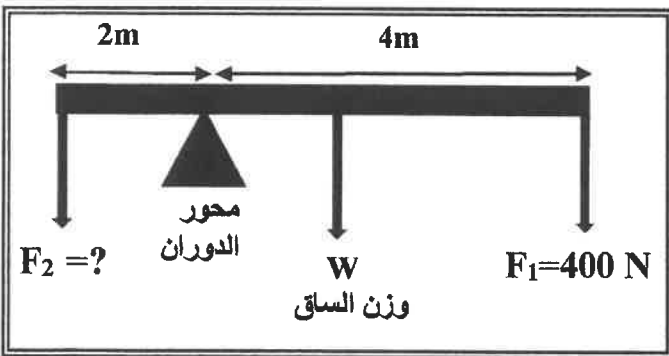 2m 4m
محور
الدوران
F₂ =? W F₁=400 N
وزن الساق